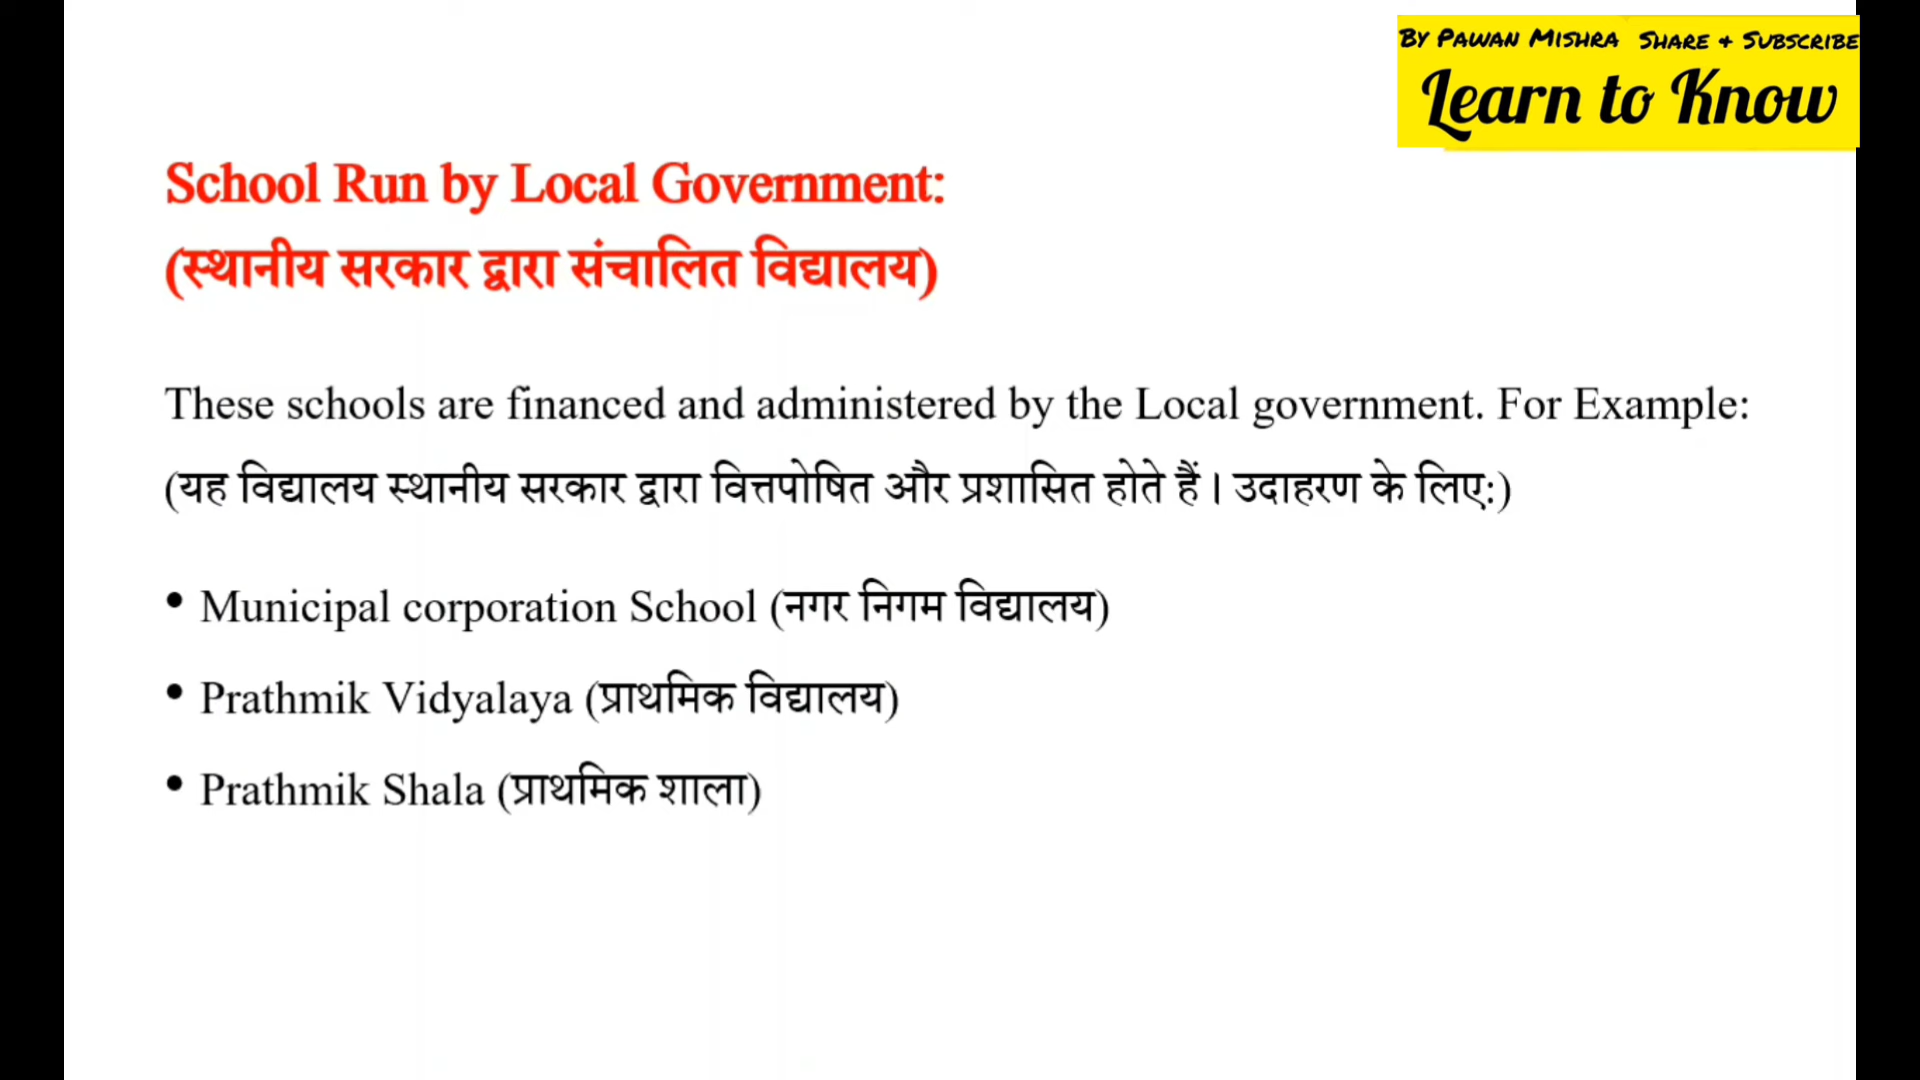 By Pawan Mishra Share + Subscribe
Learn to Know
School Run by Local Government:
(स्थानीय सरकार द्वारा संचालित विद्यालय)
These schools are financed and administered by the Local government. For Example:
(यह विद्यालय स्थानीय सरकार द्वारा वित्तपोषित और प्रशासित होते हैं। उदाहरण के लिए:)
• Municipal corporation School (नगर निगम विद्यालय)
• Prathmik Vidyalaya (प्राथमिक विद्यालय)
• Prathmik Shala (प्राथमिक शाला)